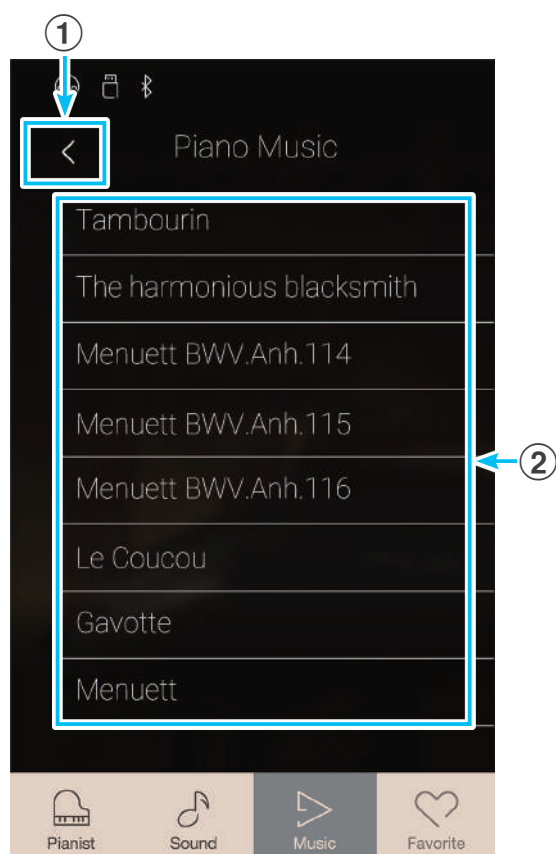 ①
Piano Music
Tambourin
The harmonious blacksmith
Menuett BWV.Anh.114
Menuett BWV.Anh.115
②
Menuett BWV.Anh.116
Le Coucou
Gavotte
Menuett
Pianist Sound Music Favorite